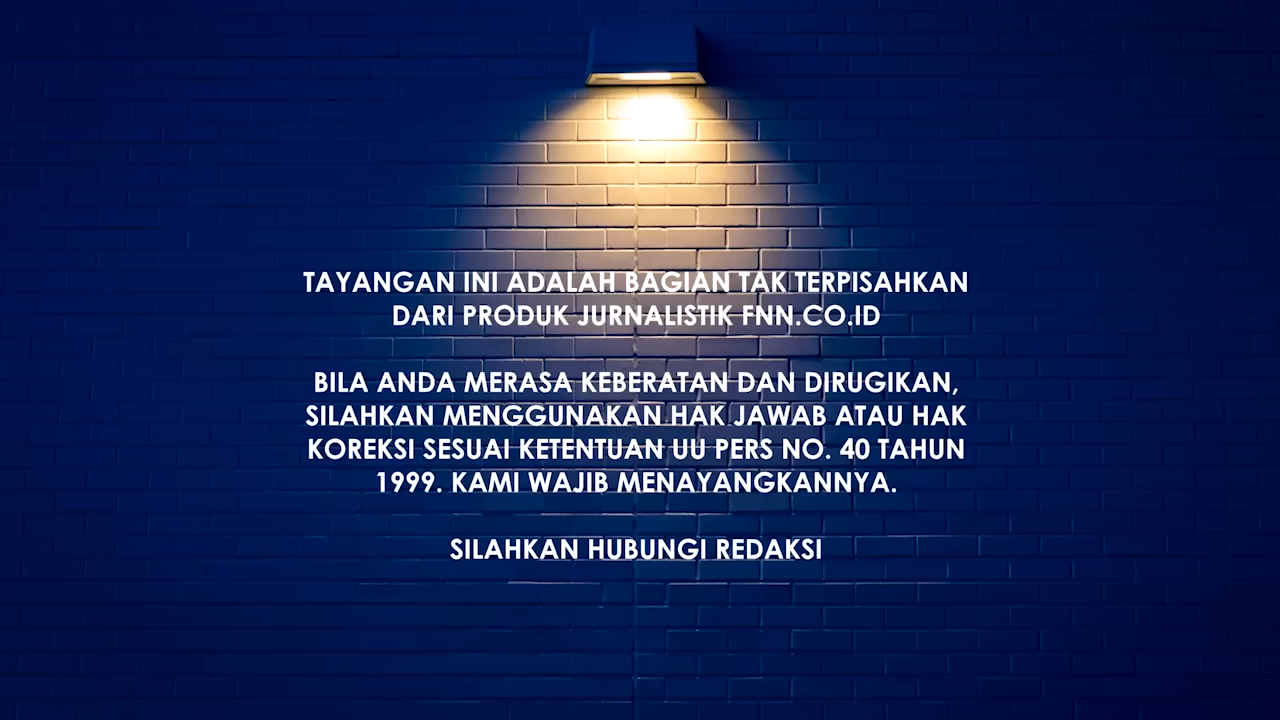 TAYANGAN INI ADALAH BAGIAN TAK TERPISAHKAN
DARI PRODUK JURNALISTIK FNN.CO.ID
BILA ANDA MERASA KEBERATAN DAN DIRUGIKAN,
SILAHKAN MENGGUNAKAN HAK JAWAB ATAU HAK
KOREKSI SESUAI KETENTUAN UU PERS NO. 40 TAHUN
1999. KAMI WAJIB MENAYANGKANNYA.
SILAHKAN HUBUNGI REDAKSI